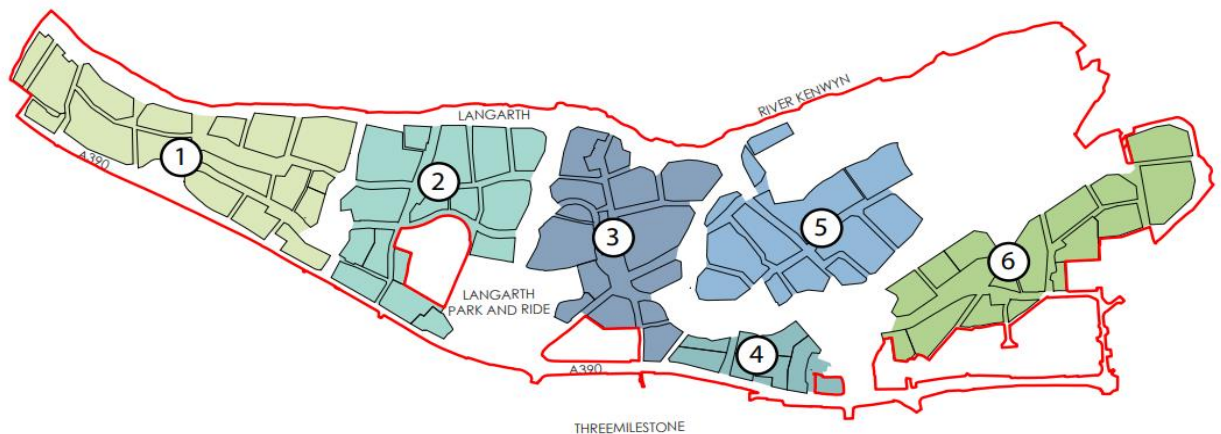 RIVER KENWYN
LANGARTH
1
A390
2
3
5
6
LANGARTH
PARK AND RIDE
4
A390
THREEMILESTONE